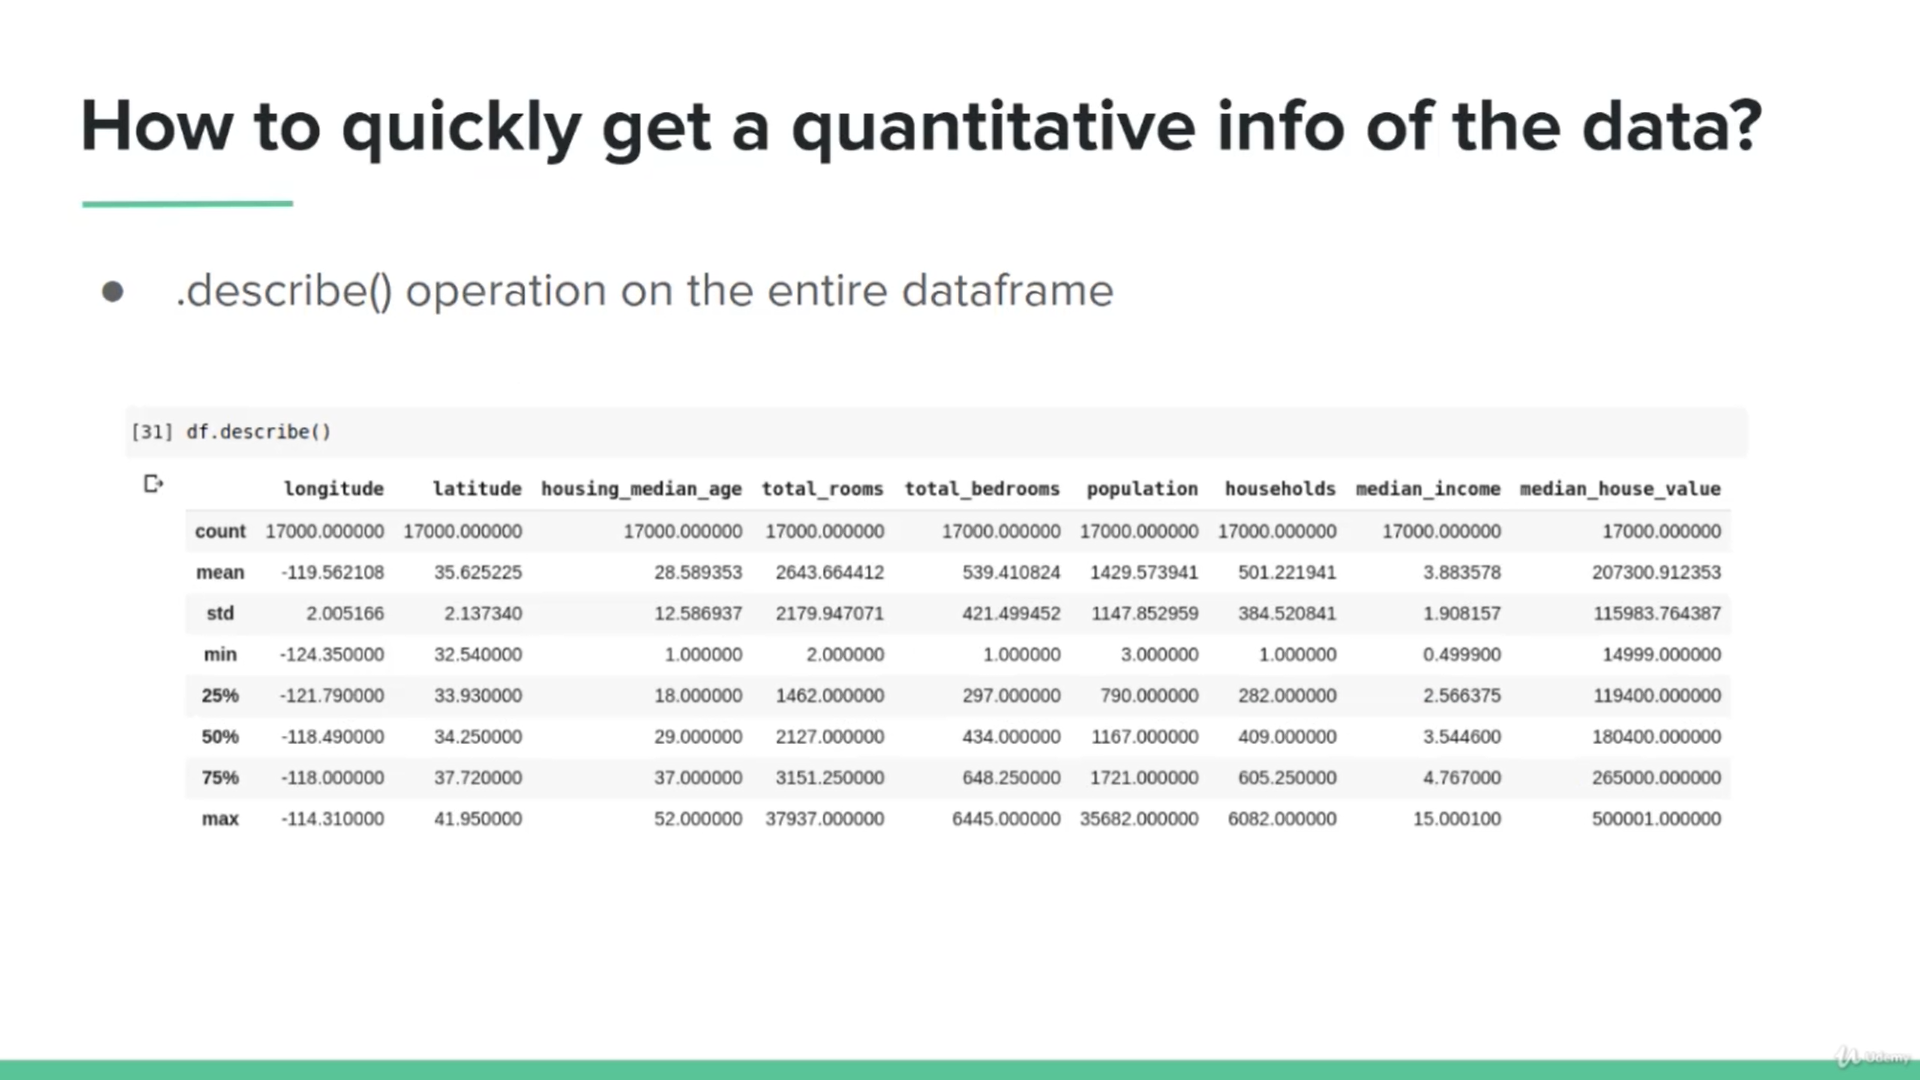 How to quickly get a quantitative info of the data?
● .describe() operation on the entire dataframe
[31] df.describe()
longitude latitude housing_median_age total_rooms total_bedrooms population households median_income median_house_value
count 17000.000000 17000.000000 17000.000000 17000.000000 17000.000000 17000.000000 17000.000000 17000.000000 17000.000000
mean -119.562108 35.625225 28.589353 2643.664412 539.410824 1429.573941 501.221941 3.883578 207300.912353
std 2.005166 2.137340 12.586937 2179.947071 421.499452 1147.852959 384.520841 1.908157 115983.764387
min -124.350000 32.540000 1.000000 2.000000 1.000000 3.000000 1.000000 0.499900 14999.000000
25% -121.790000 33.930000 18.000000 1462.000000 297.000000 790.000000 282.000000 2.566375 119400.000000
50% -118.490000 34.250000 29.000000 2127.000000 434.000000 1167.000000 409.000000 3.544600 180400.000000
75% -118.000000 37.720000 37.000000 3151.250000 648.250000 1721.000000 605.250000 4.767000 265000.000000
max -114.310000 41.950000 52.000000 37937.000000 6445.000000 35682.000000 6082.000000 15.000100 500001.000000
Udemy